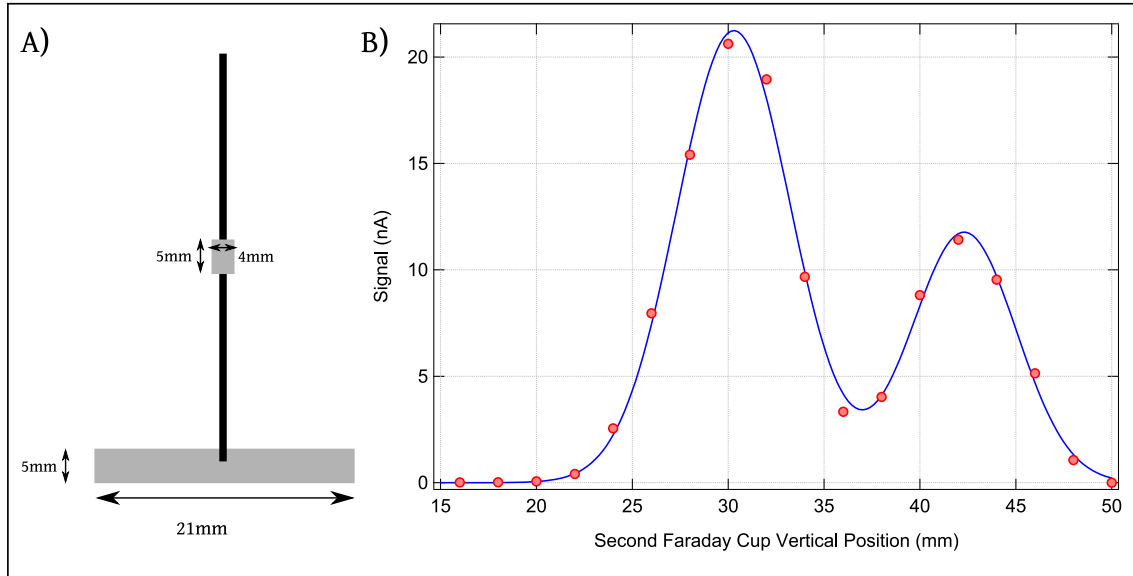 A)
5mm
4mm
5mm
21mm
B)
Signal (nA)
20
15
10
5
0
15 20 25 30 35 40 45 50
Second Faraday Cup Vertical Position (mm)